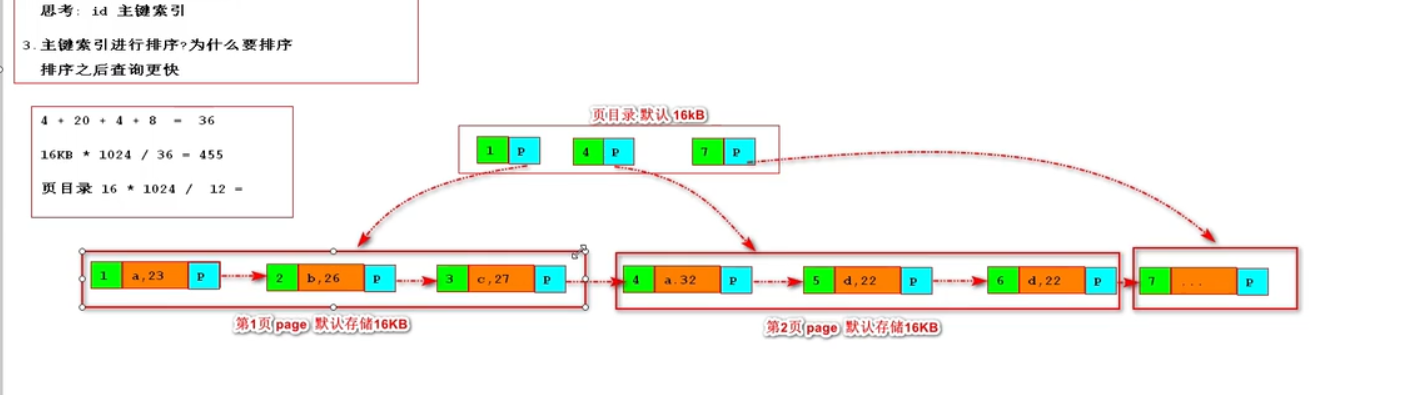 思考: id 主键索引
3.主键索引进行排序?为什么要排序
排序之后查询更快
4 + 20 + 4 + 8 = 36
16KB * 1024 / 36 = 455
页目录 16 * 1024 / 12 =
页目录 默认 16kB
1 P 4 P 7 P
1 a,23 P 2 b,26 P 3 c,27 P 4 a.32 P 5 d,22 P 6 d,22 P 7 ... P
第1页 page 默认存储16KB
第2页 page 默认存储16KB